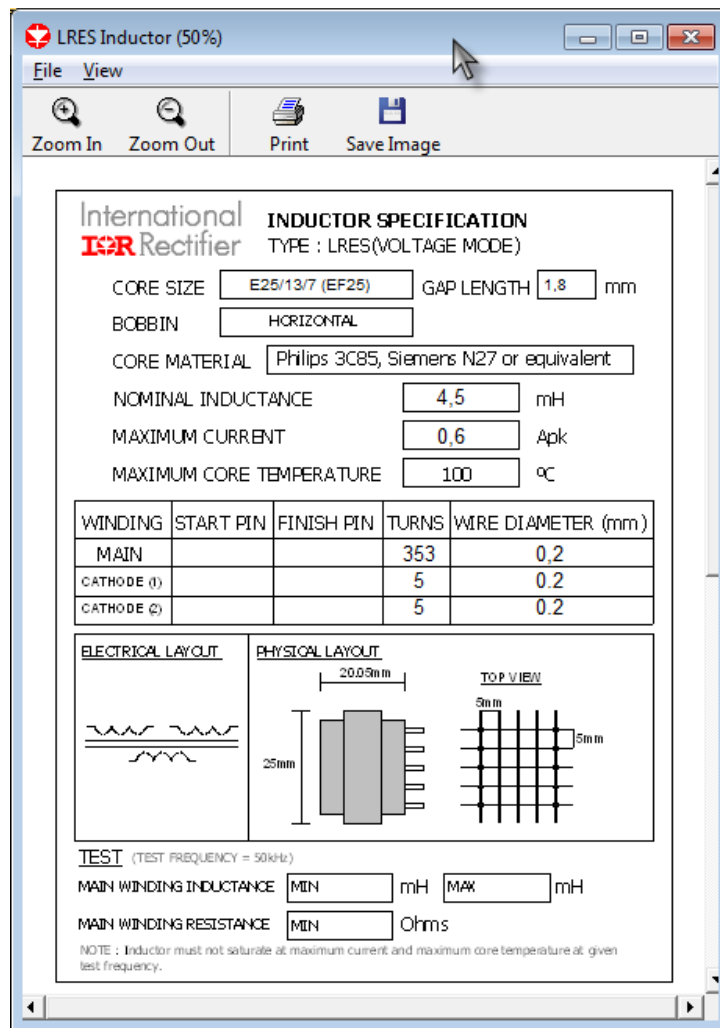 LRES Inductor (50%)
File View
Zoom In Zoom Out Print Save Image
International
IOR Rectifier
INDUCTOR SPECIFICATION
TYPE : LRES(VOLTAGE MODE)
CORE SIZE E25/13/7 (EF25) GAP LENGTH 1,8 mm
BOBBIN HORIZONTAL
CORE MATERIAL Philips 3C85, Siemens N27 or equivalent
NOMINAL INDUCTANCE 4,5 mH
MAXIMUM CURRENT 0,6 Apk
MAXIMUM CORE TEMPERATURE 100 ºC
WINDING START PIN FINISH PIN TURNS WIRE DIAMETER (mm)
MAIN 353 0,2
CATHODE (1) 5 0.2
CATHODE (2) 5 0.2
ELECTRICAL LAYOUT PHYSICAL LAYOUT
20.05mm
TOP VIEW
5mm
5mm
25mm
TEST (TEST FREQUENCY = 50kHz)
MAIN WINDING INDUCTANCE MIN mH MAX mH
MAIN WINDING RESISTANCE MIN Ohms
NOTE : Inductor must not saturate at maximum current and maximum core temperature at given
test frequency.